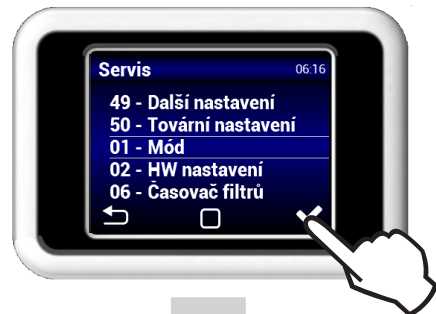 Servis 06:16
49 - Další nastavení
50 - Tovární nastavení
01 - Mód
02 - HW nastavení
06 - Časovač filtrů